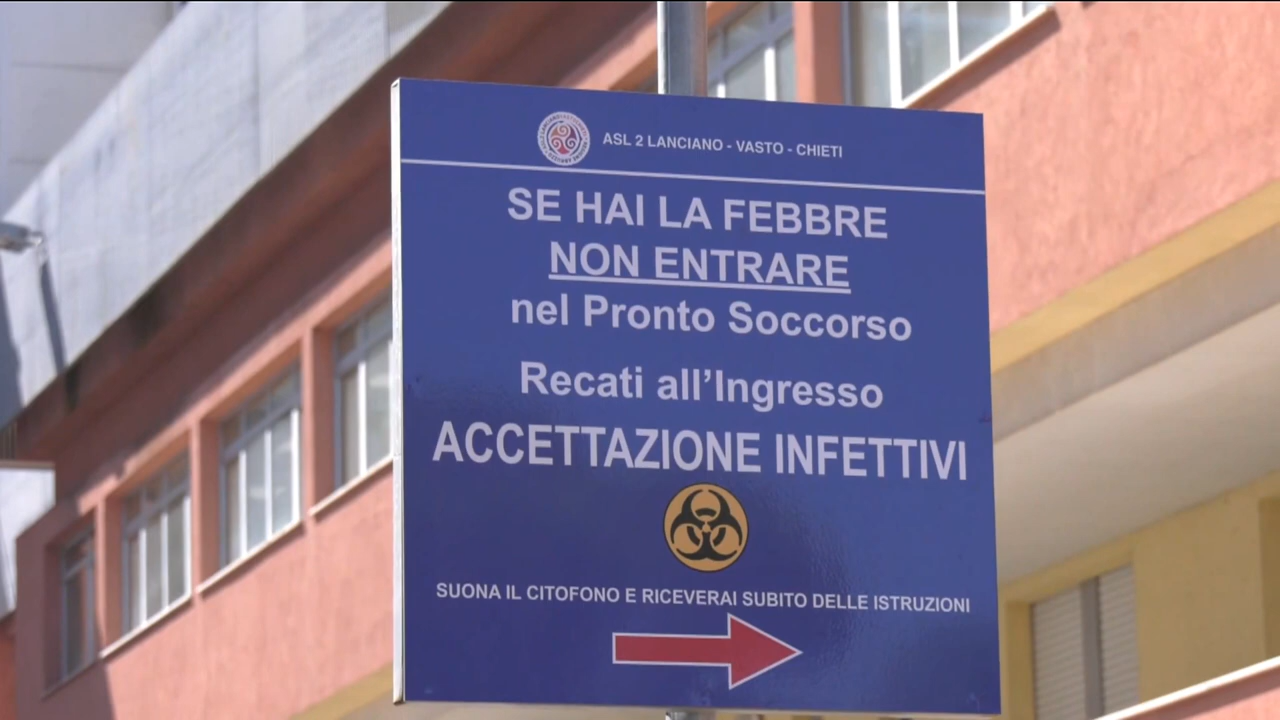 ASL 2 LANCIANO - VASTO - CHIETI
SE HAI LA FEBBRE
NON ENTRARE
nel Pronto Soccorso
Recati all'Ingresso
ACCETTAZIONE INFETTIVI
SUONA IL CITOFONO E RICEVERAI SUBITO DELLE ISTRUZIONI